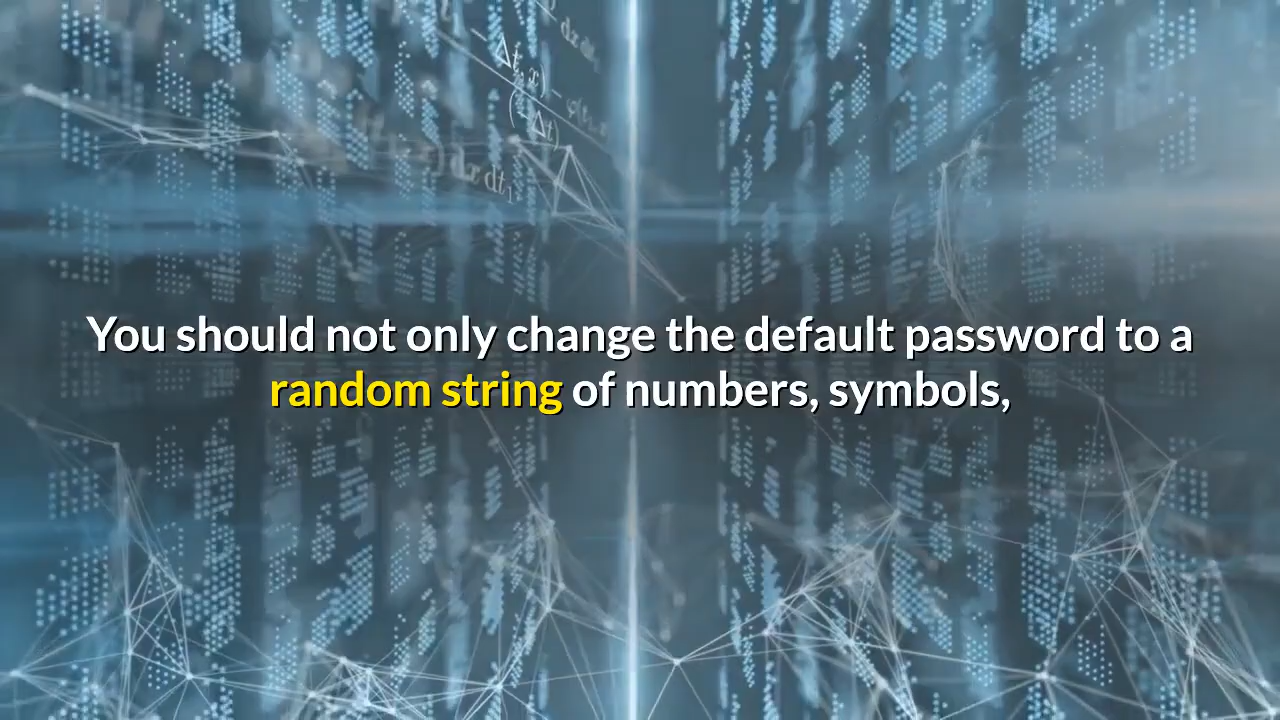 You should not only change the default password to a
random string of numbers, symbols,